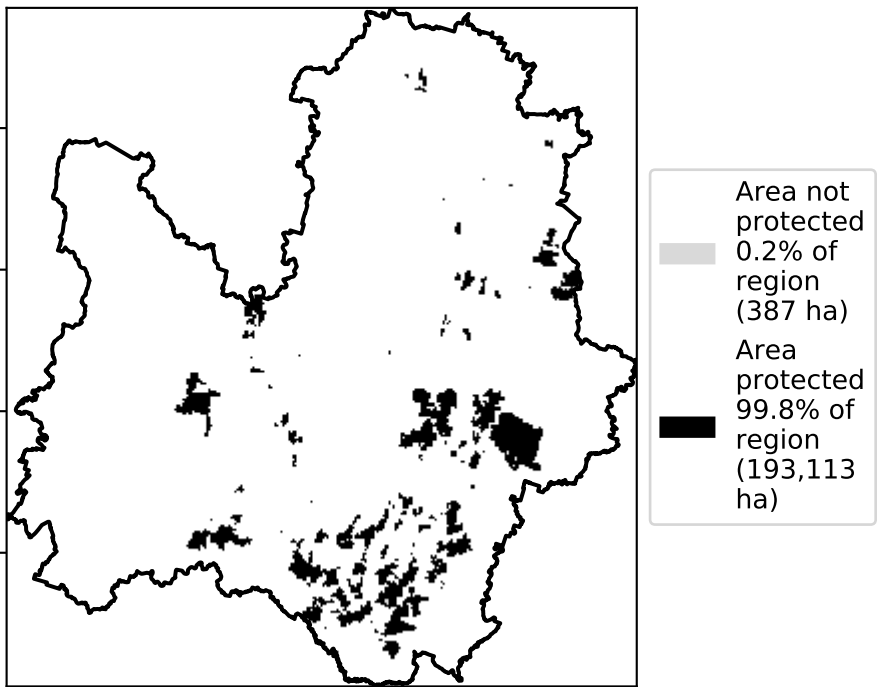 Area not
protected
0.2% of
region
(387 ha)
Area
protected
99.8% of
region
(193,113
ha)